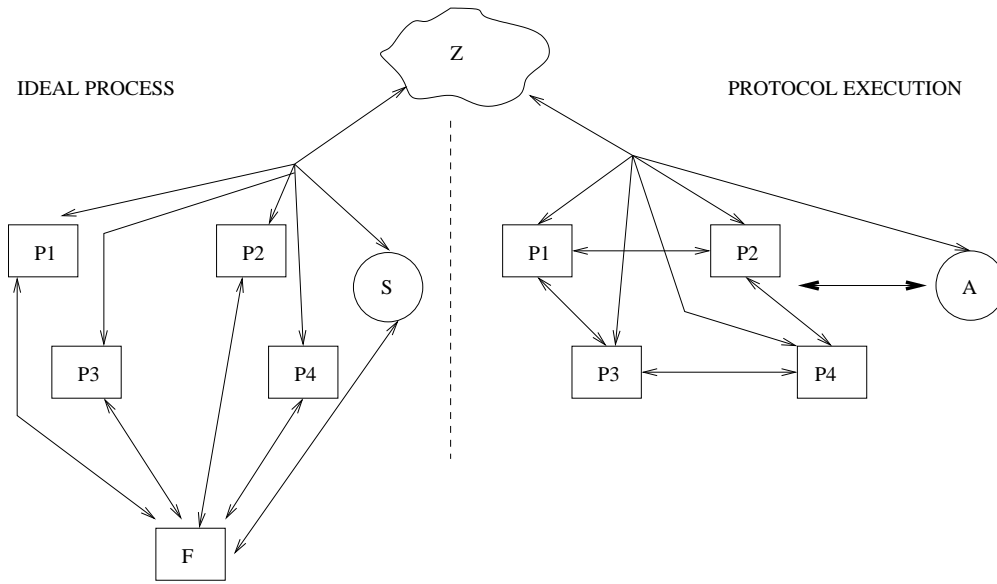 Z
IDEAL PROCESS
PROTOCOL EXECUTION
P1
P2
S
P3
P4
F
P1
P2
A
P3
P4